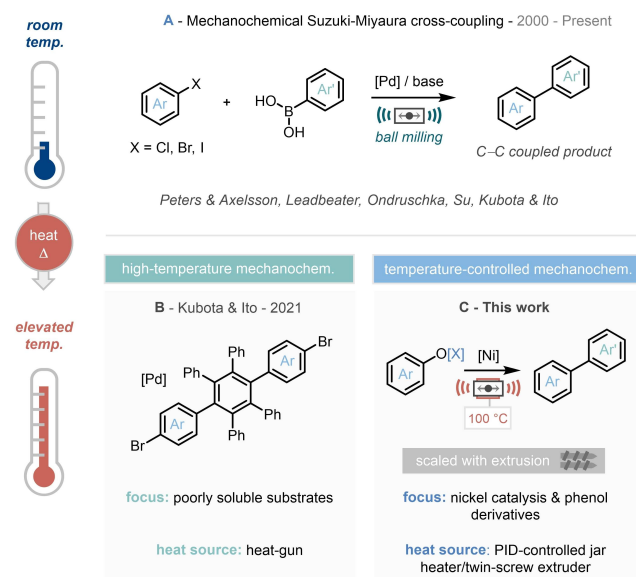 room
temp.
A - Mechanochemical Suzuki-Miyaura cross-coupling - 2000 - Present
X
Ar
X = Cl, Br, I
+
HO
B
OH
Ar'
[Pd] / base
ball milling
Ar'
Ar
C–C coupled product
Peters & Axelsson, Leadbeater, Ondruschka, Su, Kubota & Ito
heat
Δ
elevated
temp.
high-temperature mechanochem.
B - Kubota & Ito - 2021
[Pd]
Br
Ar
Ph
Ph
Ph
Ph
Ar
Br
focus: poorly soluble substrates
heat source: heat-gun
temperature-controlled mechanochem.
C - This work
O[X]
Ar
[Ni]
100 °C
Ar'
Ar
scaled with extrusion
focus: nickel catalysis & phenol
derivatives
heat source: PID-controlled jar
heater/twin-screw extruder